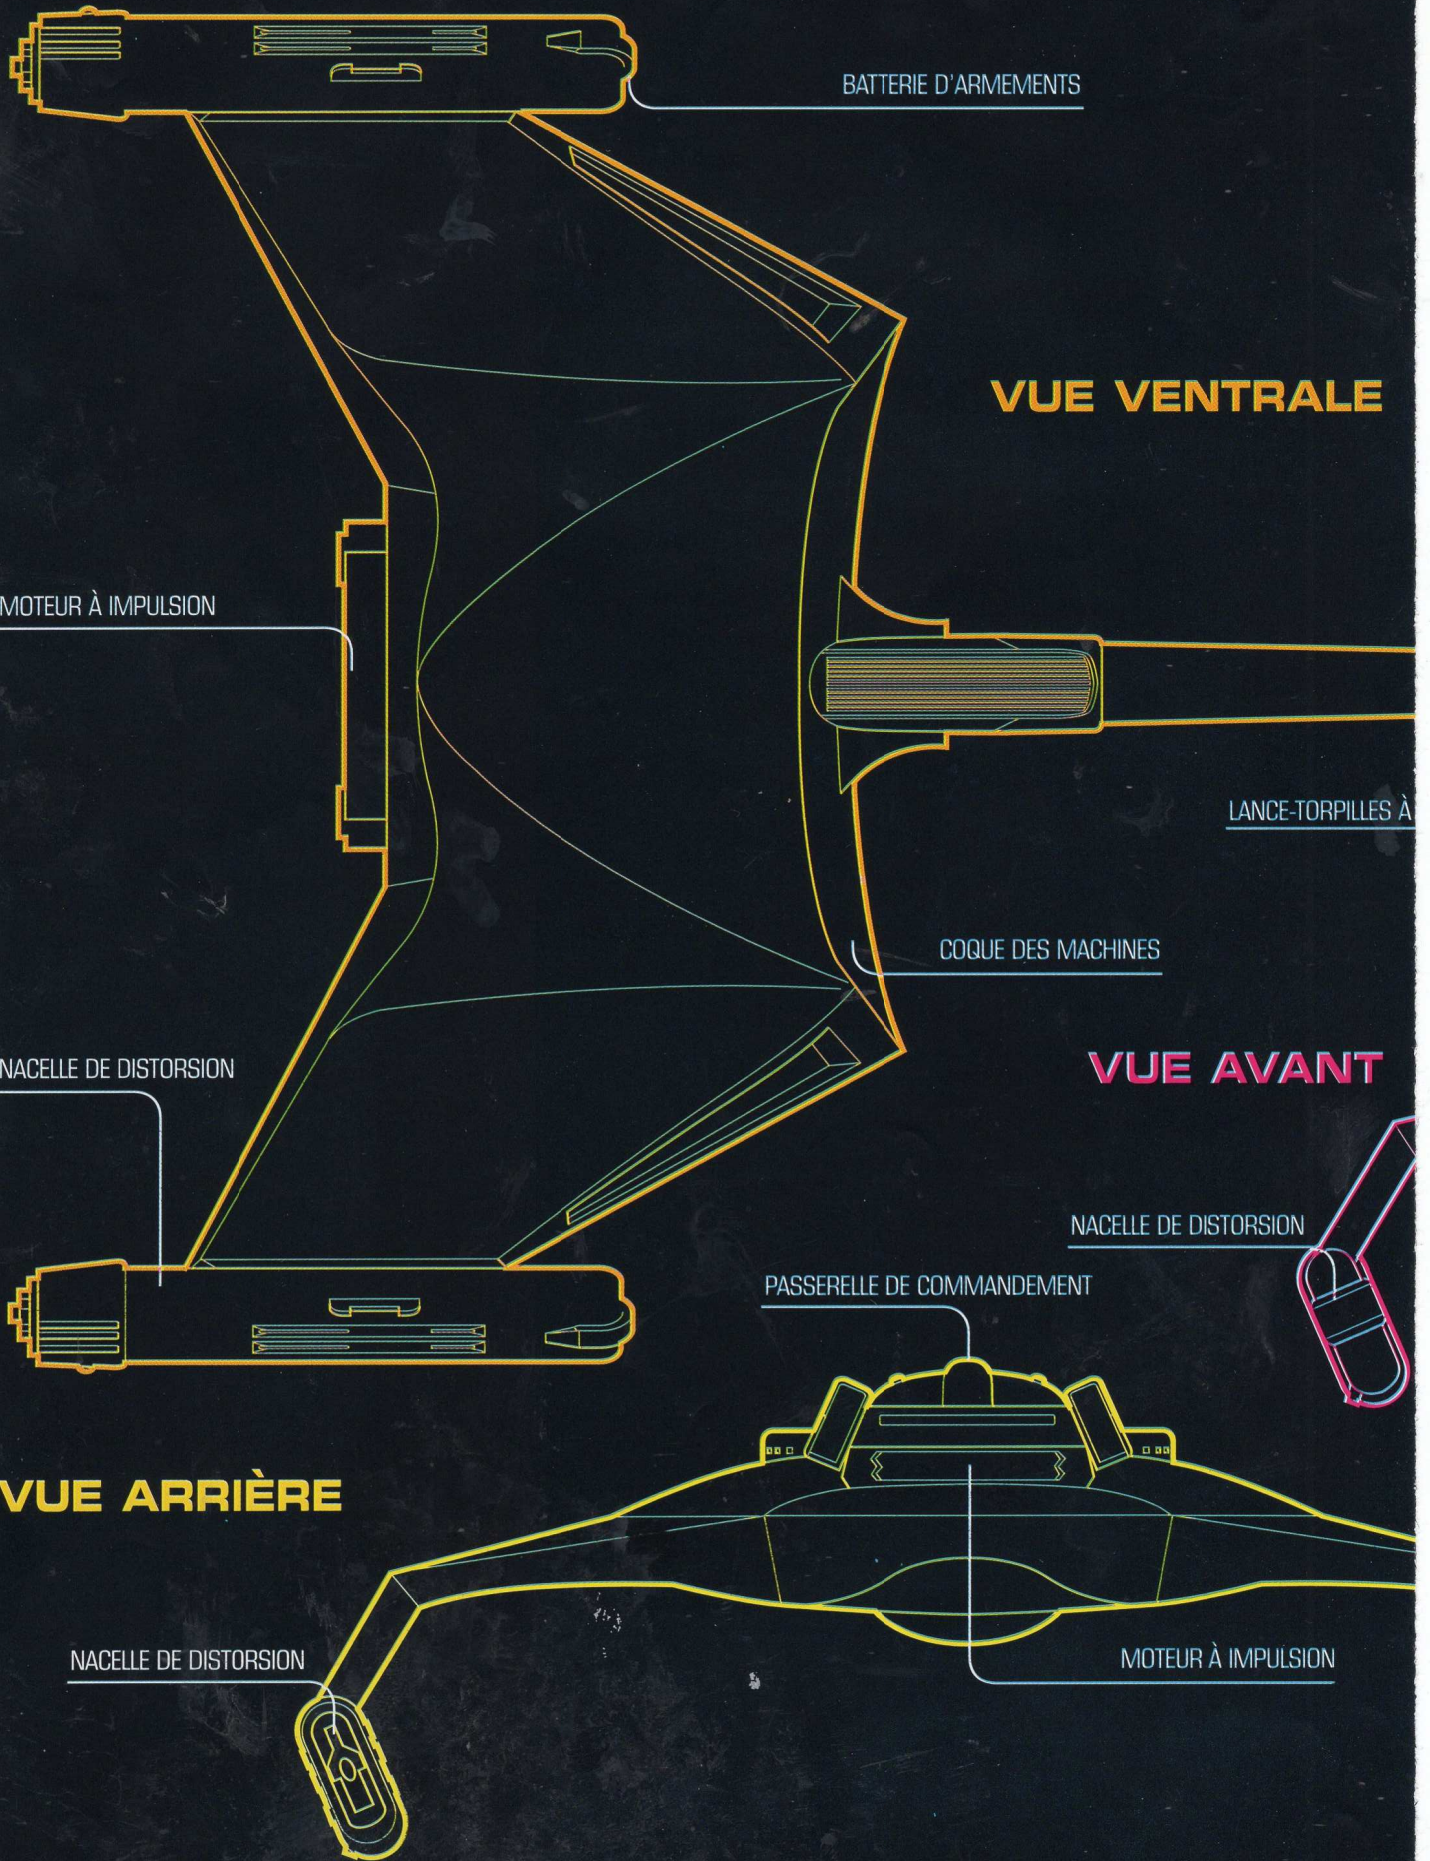 BATTERIE D'ARMEMENTS
VUE VENTRALE
MOTEUR À IMPULSION
LANCE-TORPILLES À
COQUE DES MACHINES
NACELLE DE DISTORSION
VUE AVANT
NACELLE DE DISTORSION
PASSERELLE DE COMMANDEMENT
VUE ARRIÈRE
NACELLE DE DISTORSION
MOTEUR À IMPULSION